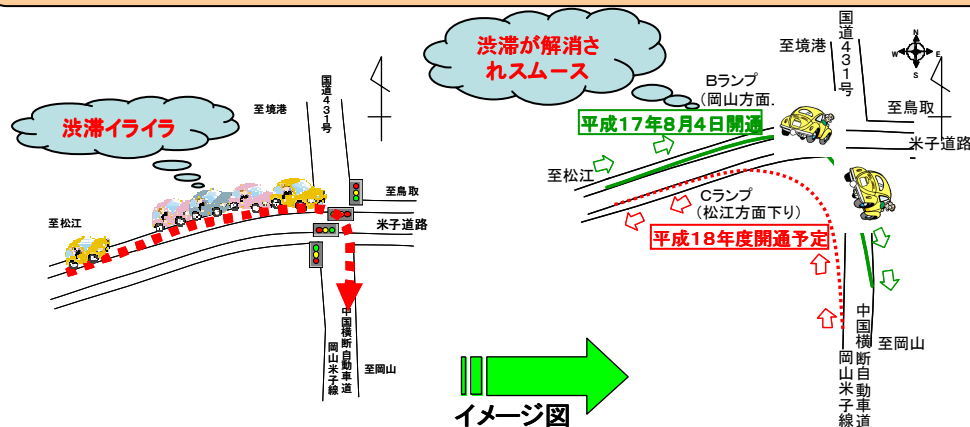 渋滞イライラ
国道431号
至境港
至鳥取
至松江
米子道路
中国横断自動車道
岡山米子線
至岡山
イメージ図
渋滞が解消さ
れスムース
国道431号
至境港
N
W
E
S
Bランプ
(岡山方面.
平成17年8月4日開通
至鳥取
米子道路
至松江
Cランプ
(松江方面下り)
平成18年度開通予定
中国横断自動車道
岡山米子線
至岡山